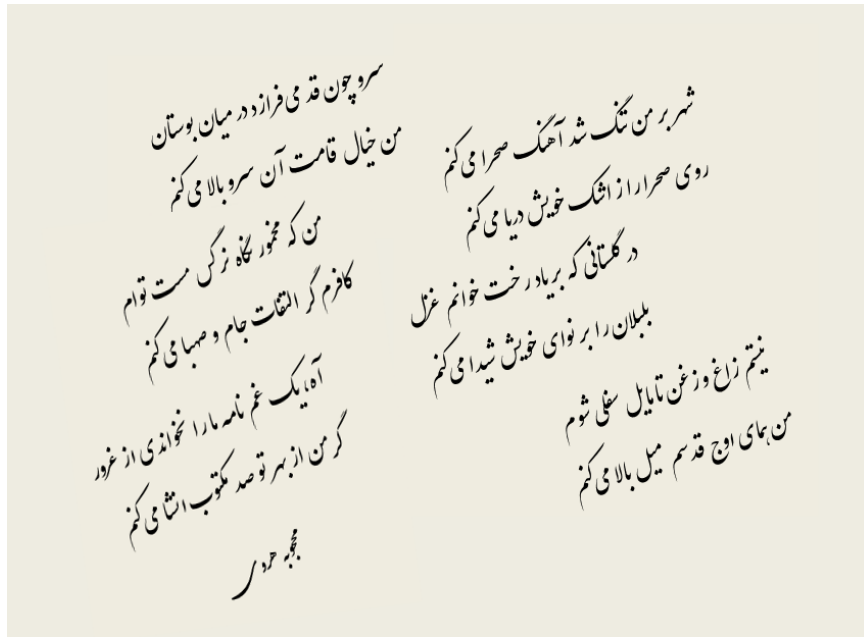 شهر بر من تنگ شد آهنگ صحرا می‌کنم
روی صحرا را از اشک خویش دریا می‌کنم
در گلستانی که بر یاد رخت خوانم غزل
بلبلان را بر نوای خویش شیدا می‌کنم
نیستم زاغ و زغن تا مایل سفلی شوم
من همای اوج قدسم میل بالا می‌کنم
سرو چون قد می‌فرازد در میان بوستان
من خیال قامت آن سرو بالا می‌کنم
من که مخمور نگاه نرگس مست توام
کافرم گر التفات جام و صهبا می‌کنم
آه، یک غم نامه ما را نخواندی از غرور
گر من از بهر تو صد مکتوب انشا می‌کنم
محجوبه هروی